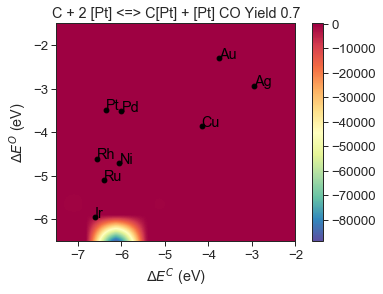 C + 2 [Pt] <=> C[Pt] + [Pt] CO Yield 0.7
0
−10000
−20000
−30000
−40000
−50000
−60000
−70000
−80000
−2
−3
−4
−5
−6
ΔE^O (eV)
Au
Ag
Pt
Pd
Cu
Rh
Ni
Ru
Ir
−7
−6
−5
−4
−3
−2
ΔE^C (eV)